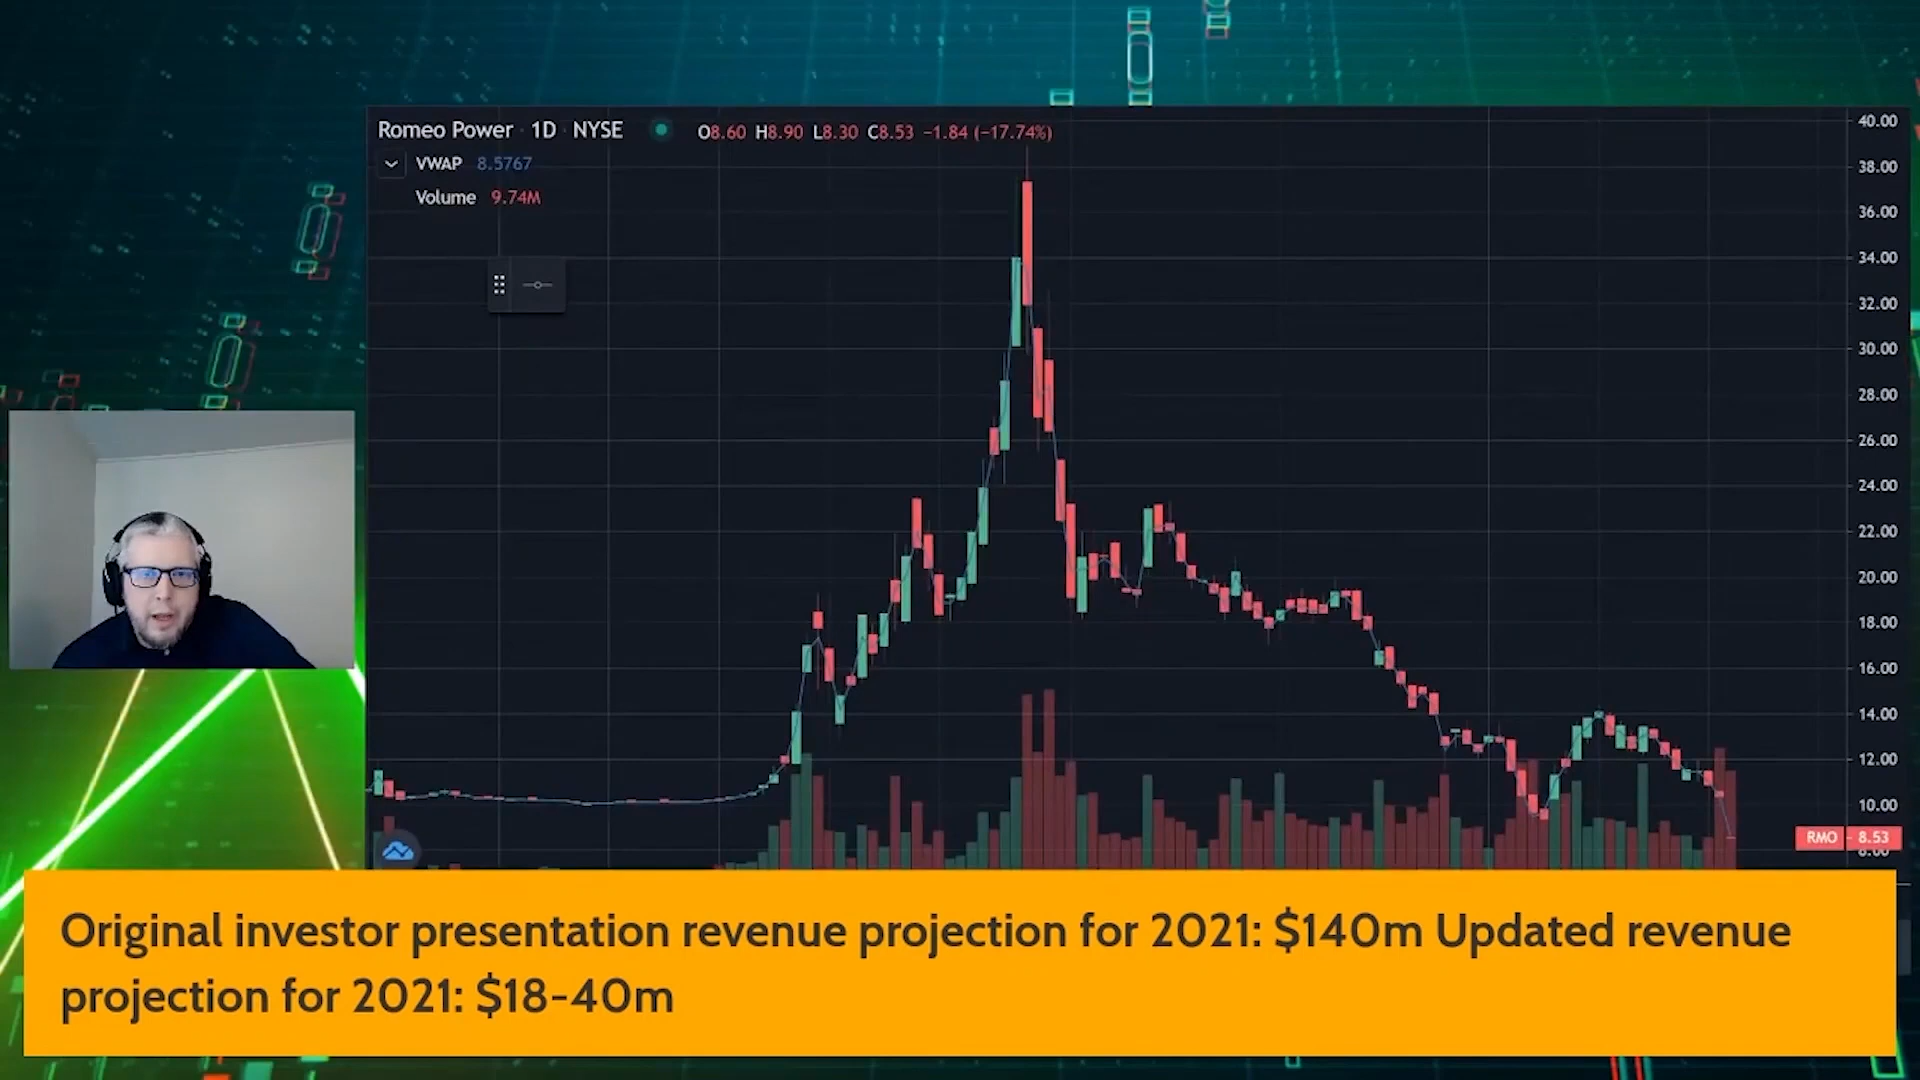 Romeo Power · 1D · NYSE O8.60 H8.90 L8.30 C8.53 −1.84 (−17.74%)
VWAP 8.5767
Volume 9.74M
40.00
38.00
36.00
34.00
32.00
30.00
28.00
26.00
24.00
22.00
20.00
18.00
16.00
14.00
12.00
10.00
RMO 8.53
8.00
Original investor presentation revenue projection for 2021: $140m Updated revenue
projection for 2021: $18-40m